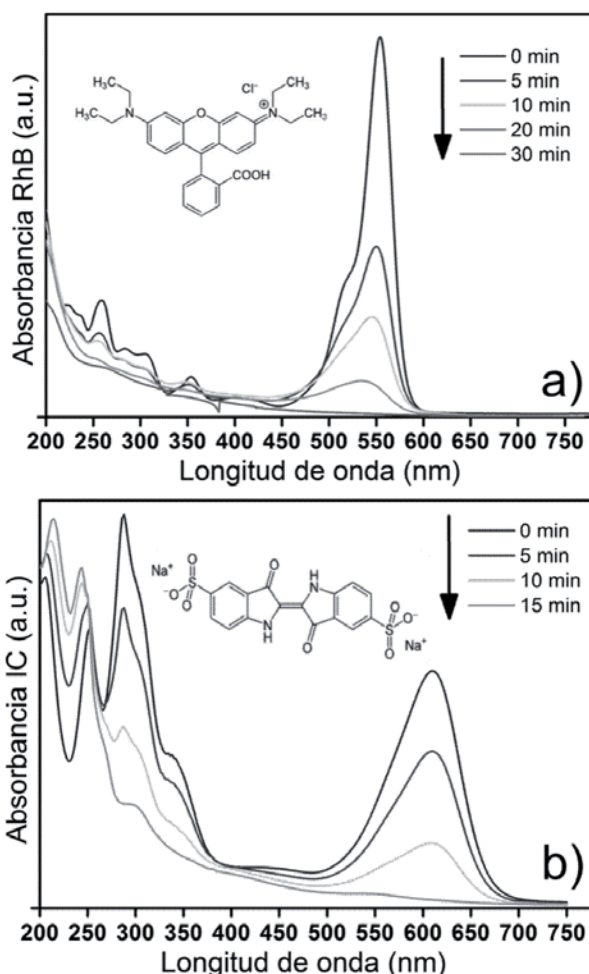 Absorbancia RhB (a.u.)
0 min
5 min
10 min
20 min
30 min
Cl⁻
H₃C
CH₃
N
O
N⁺
H₃C
CH₃
COOH
a)
200 250 300 350 400 450 500 550 600 650 700 750
Longitud de onda (nm)
Absorbancia IC (a.u.)
0 min
5 min
10 min
15 min
Na⁺
O
O
H
N
⁻O
S
O
O
S
O⁻
N
H
O
O
Na⁺
b)
200 250 300 350 400 450 500 550 600 650 700 750
Longitud de onda (nm)